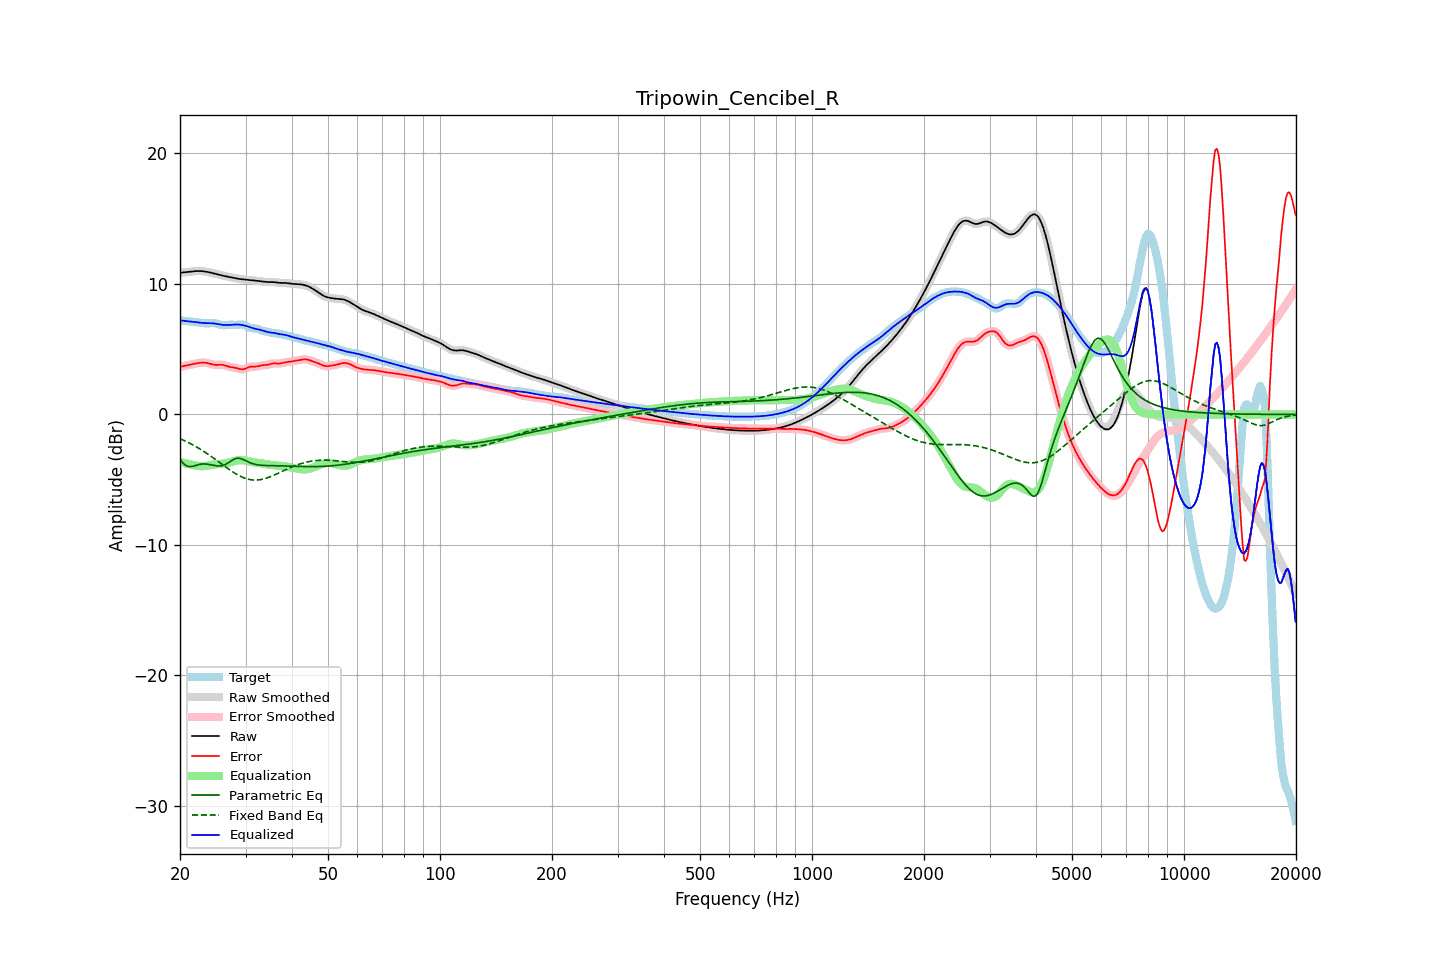 Tripowin_Cencibel_R
Amplitude (dBr)
20
10
0
−10
−20
−30
Target
Raw Smoothed
Error Smoothed
Raw
Error
Equalization
Parametric Eq
Fixed Band Eq
Equalized
20 50 100 200 500 1000 2000 5000 10000 20000
Frequency (Hz)